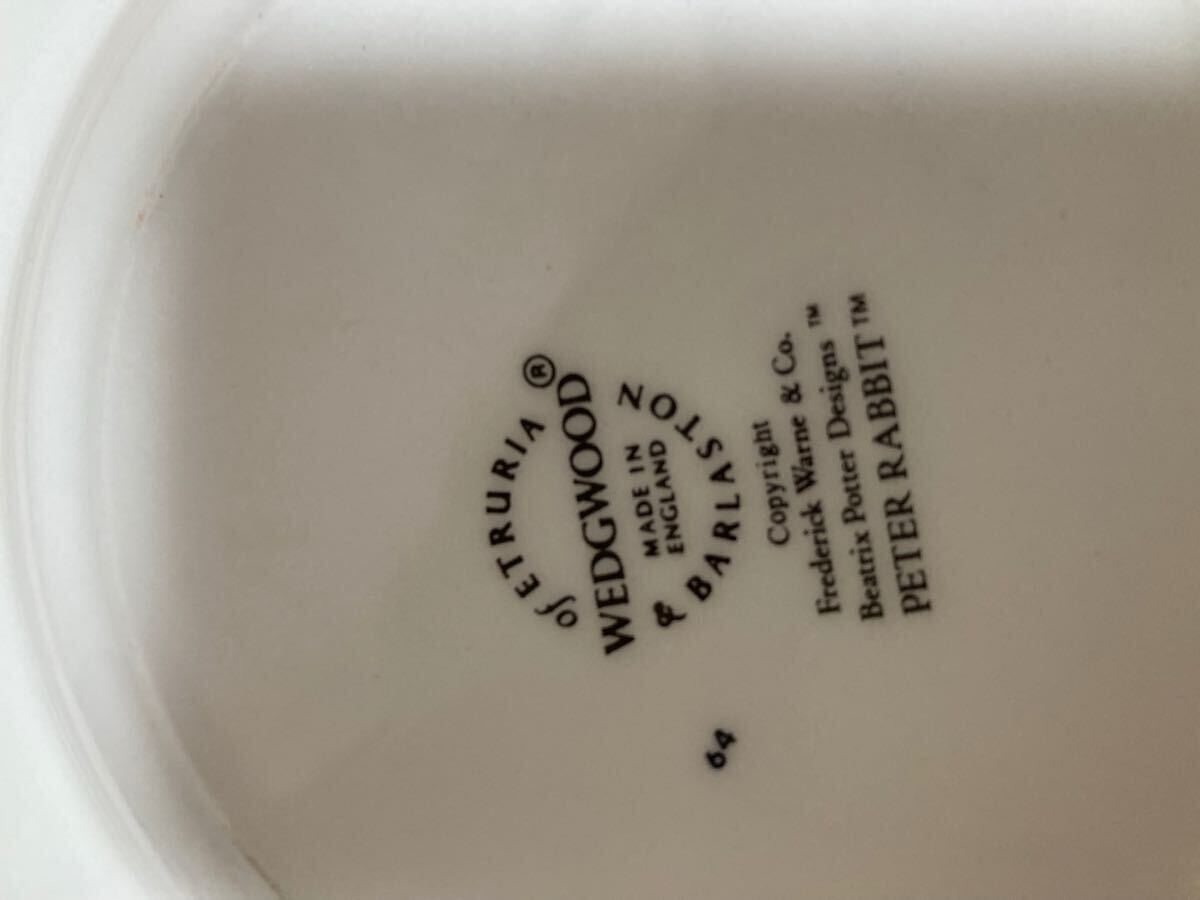 of ETRURIA ®
WEDGWOOD
MADE IN
ENGLAND
& BARLASTON
Copyright
Frederick Warne & Co.
Beatrix Potter Designs ™
PETER RABBIT ™
64